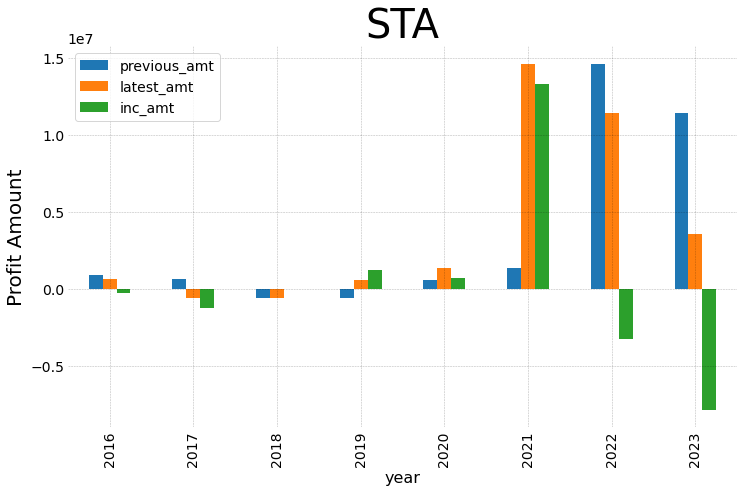 STA
1e7
previous_amt
latest_amt
inc_amt
1.5
1.0
0.5
0.0
−0.5
Profit Amount
2016
2017
2018
2019
2020
2021
2022
2023
year